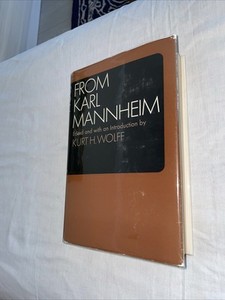 FROM
KARL
MANNHEIM
Edited and with an Introduction by
KURT H. WOLFF